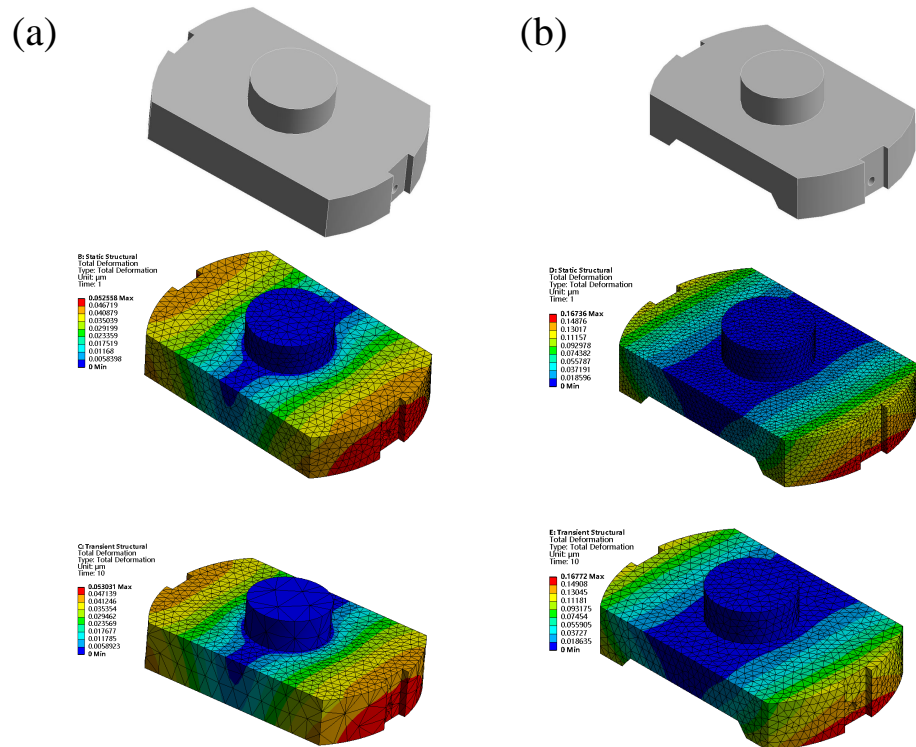 (a)
(b)
B: Static Structural
Total Deformation
Type: Total Deformation
Unit: µm
Time: 1
0.052558 Max
0.046719
0.040879
0.035039
0.029199
0.023359
0.017519
0.01168
0.0058398
0 Min
D: Static Structural
Total Deformation
Type: Total Deformation
Unit: µm
Time: 1
0.16736 Max
0.14876
0.13017
0.11157
0.092978
0.074382
0.055787
0.037191
0.018596
0 Min
C: Transient Structural
Total Deformation
Type: Total Deformation
Unit: µm
Time: 10
0.053031 Max
0.047139
0.041246
0.035354
0.029462
0.023569
0.017677
0.011785
0.0058923
0 Min
E: Transient Structural
Total Deformation
Type: Total Deformation
Unit: µm
Time: 10
0.16772 Max
0.14908
0.13045
0.11181
0.093175
0.07454
0.055905
0.03727
0.018635
0 Min